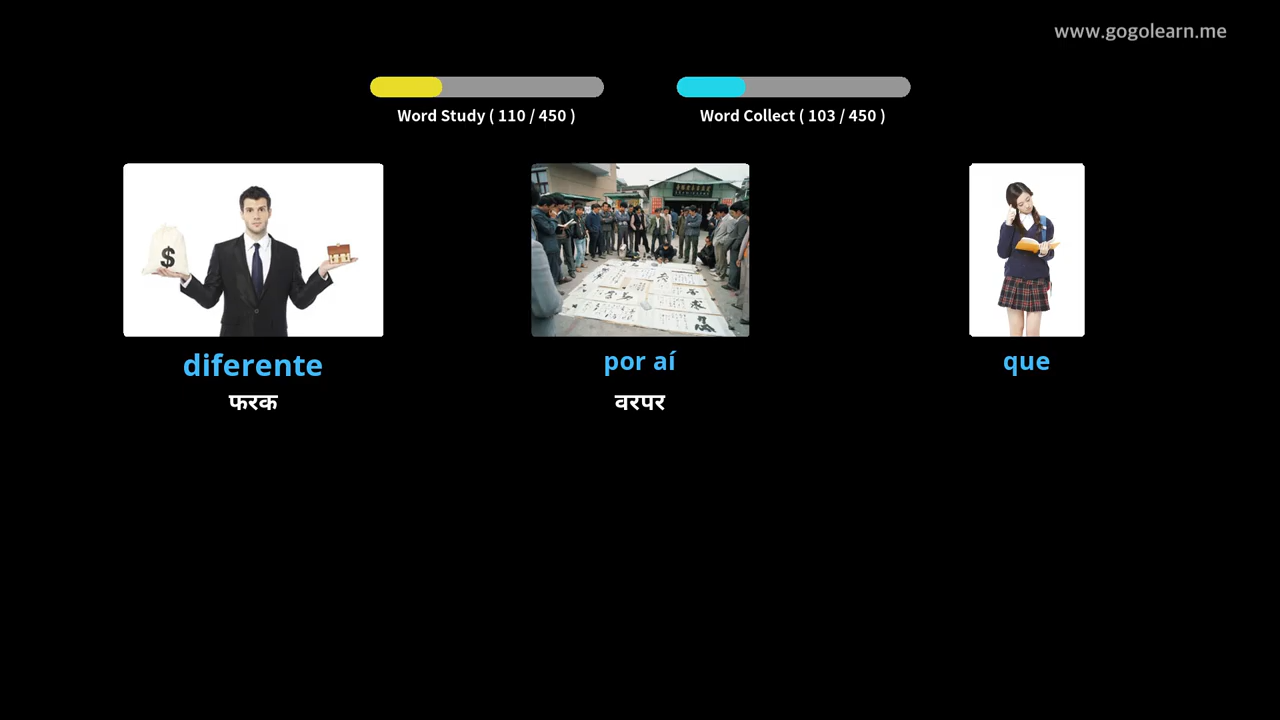 www.gogolearn.me
Word Study ( 110 / 450 )
Word Collect ( 103 / 450 )
$
diferente
por aí
que
फरक
वरपर